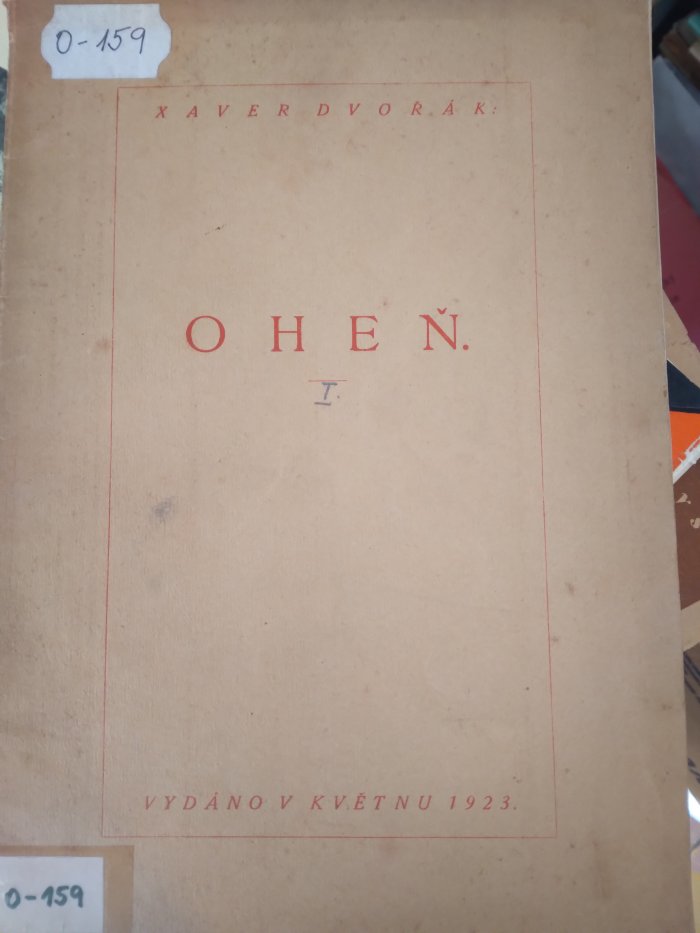 O-159
XAVER DVOŘÁK:
OHEŇ.
I.
VYDÁNO V KVĚTNU 1923.
O-159